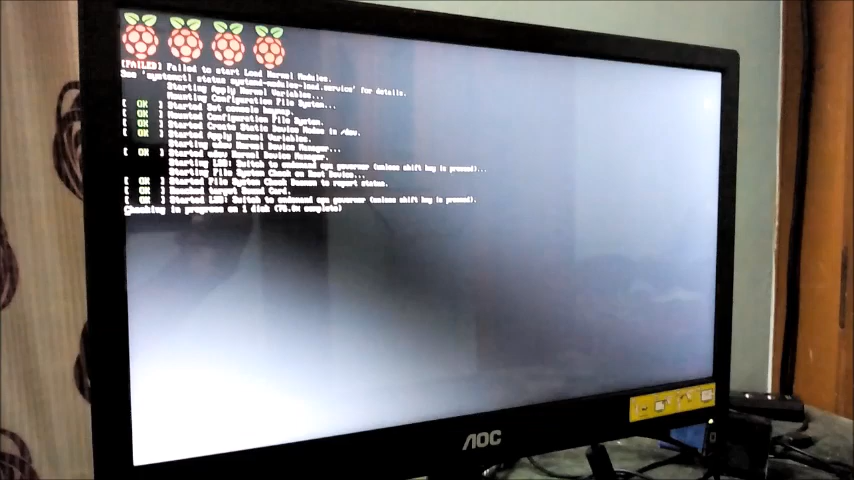 [FAILED] Failed to start Load Kernel Modules.
See 'systemctl status systemd-modules-load.service' for details.
Starting Apply Kernel Variables...
Mounting Configuration File System...
[ OK ] Started Set console keymap.
[ OK ] Mounted Configuration File System.
[ OK ] Started Create Static Device Nodes in /dev.
[ OK ] Started Apply Kernel Variables.
Starting udev Kernel Device Manager...
[ OK ] Started udev Kernel Device Manager.
Starting LSB: Switch to ondemand cpu governor (unless shift key is pressed)...
Starting File System Check on Root Device...
[ OK ] Started File System Check Daemon to report status.
[ OK ] Reached target Sound Card.
[ OK ] Started LSB: Switch to ondemand cpu governor (unless shift key is pressed).
Checking in progress on 1 disk (% complete)
AOC